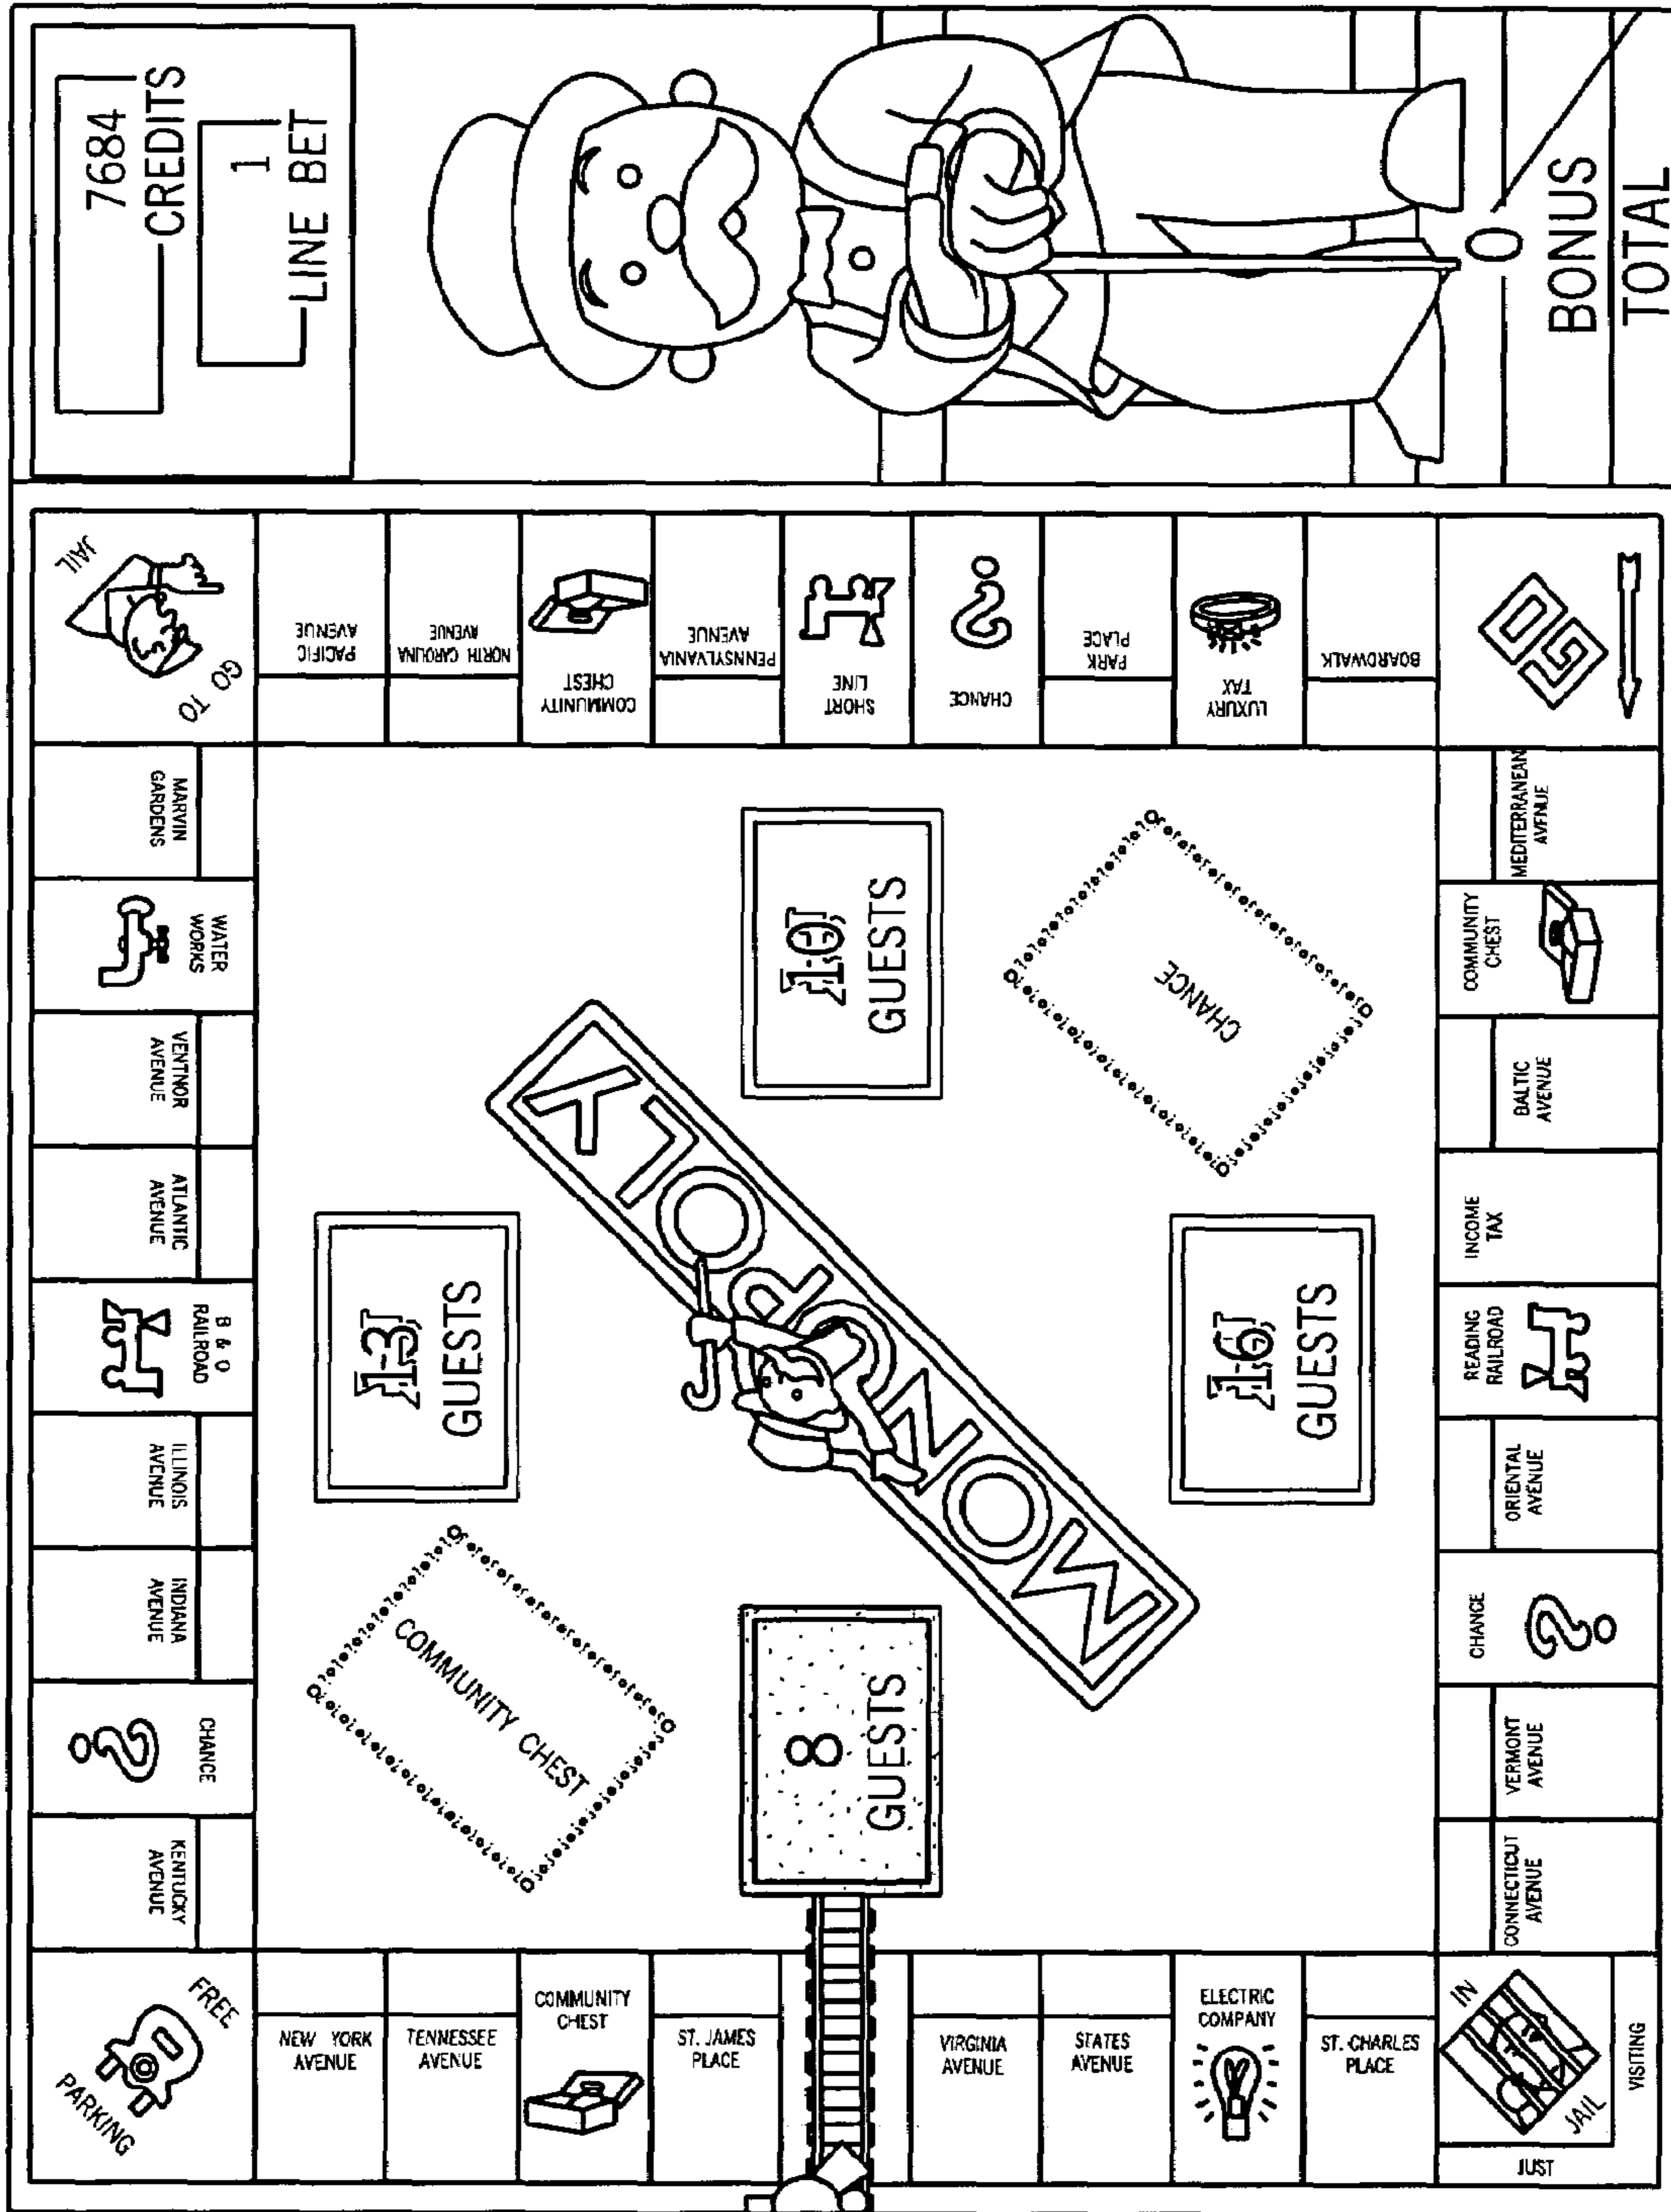 7684
CREDITS
1
LINE BET
0
BONUS
TOTAL
GO TO
JAIL
PACIFIC
AVENUE
NORTH CAROLINA
AVENUE
COMMUNITY
CHEST
PENNSYLVANIA
AVENUE
SHORT
LINE
CHANCE
?
PARK
PLACE
LUXURY
TAX
BOARDWALK
GO
MEDITERRANEAN
AVENUE
COMMUNITY
CHEST
BALTIC
AVENUE
INCOME
TAX
READING
RAILROAD
ORIENTAL
AVENUE
CHANCE
?
VERMONT
AVENUE
CONNECTICUT
AVENUE
IN
JAIL
JUST
VISITING
ST. CHARLES
PLACE
ELECTRIC
COMPANY
STATES
AVENUE
VIRGINIA
AVENUE
ST. JAMES
PLACE
COMMUNITY
CHEST
TENNESSEE
AVENUE
NEW YORK
AVENUE
FREE
PARKING
KENTUCKY
AVENUE
CHANCE
?
INDIANA
AVENUE
ILLINOIS
AVENUE
B & O
RAILROAD
ATLANTIC
AVENUE
VENTNOR
AVENUE
WATER
WORKS
MARVIN
GARDENS
13
GUESTS
10
GUESTS
16
GUESTS
8
GUESTS
COMMUNITY CHEST
CHANCE
MONOPOLY